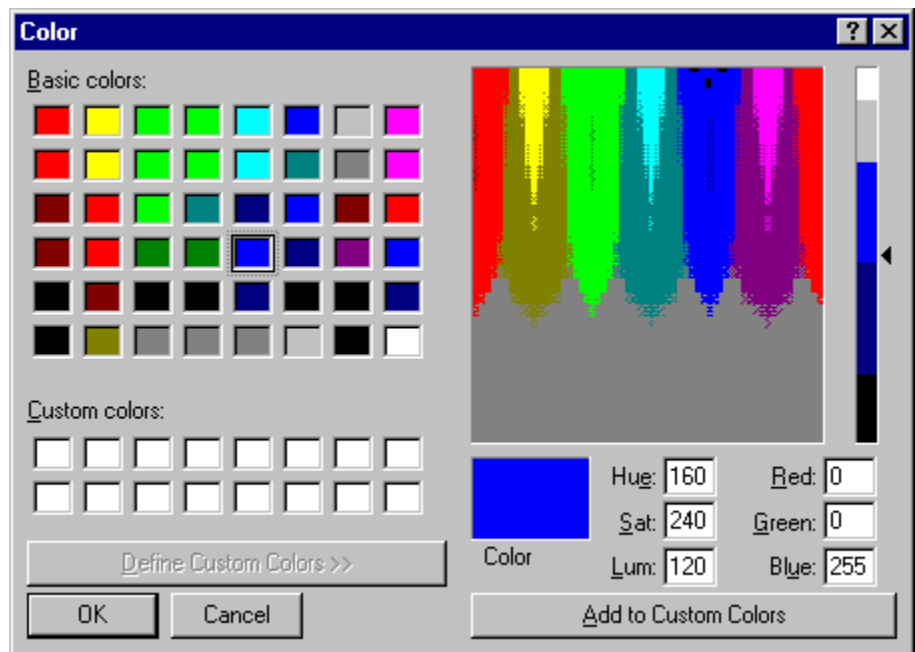 Color
Basic colors:
Custom colors:
Define Custom Colors >>
OK Cancel
Color
Hue: 160 Red: 0
Sat: 240 Green: 0
Lum: 120 Blue: 255
Add to Custom Colors